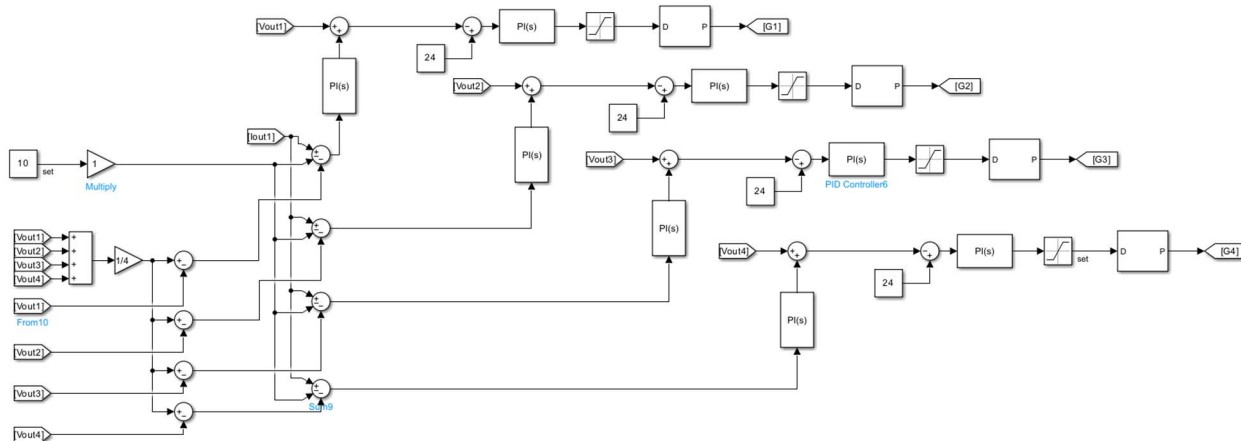 [Vout1]
PI(s)
D
P
[G1]
24
PI(s)
[Vout2]
PI(s)
D
P
[G2]
24
[Iout1]
PI(s)
10
set
1
Multiply
[Vout3]
PI(s)
PID Controller6
D
P
[G3]
24
PI(s)
[Vout1]
[Vout2]
[Vout3]
[Vout4]
1/4
[Vout4]
PI(s)
set
D
P
[G4]
24
[Vout1]
From10
PI(s)
[Vout2]
[Vout3]
Sum9
[Vout4]